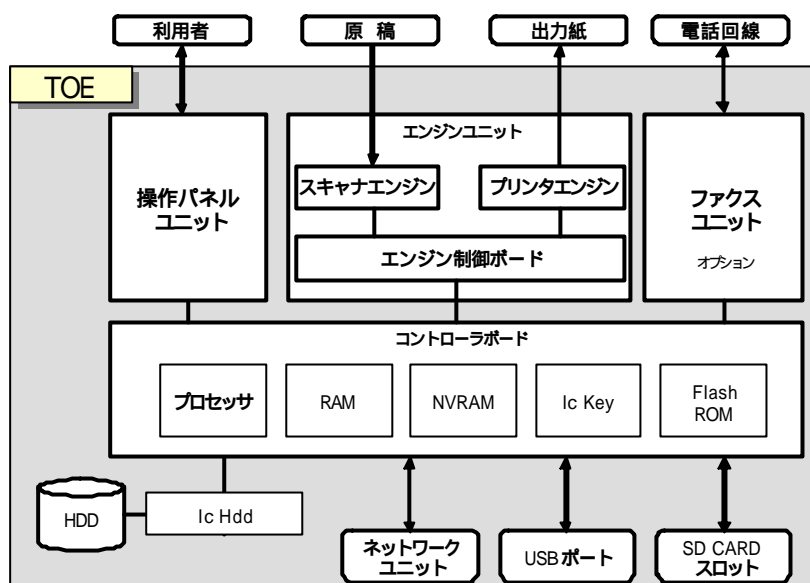 利用者
原 稿
出力紙
電話回線
TOE
操作パネル
ユニット
エンジンユニット
スキャナエンジン
プリンタエンジン
エンジン制御ボード
ファクス
ユニット
オプション
コントローラボード
プロセッサ
RAM
NVRAM
Ic Key
Flash
ROM
HDD
Ic Hdd
ネットワーク
ユニット
USBポート
SD CARD
スロット